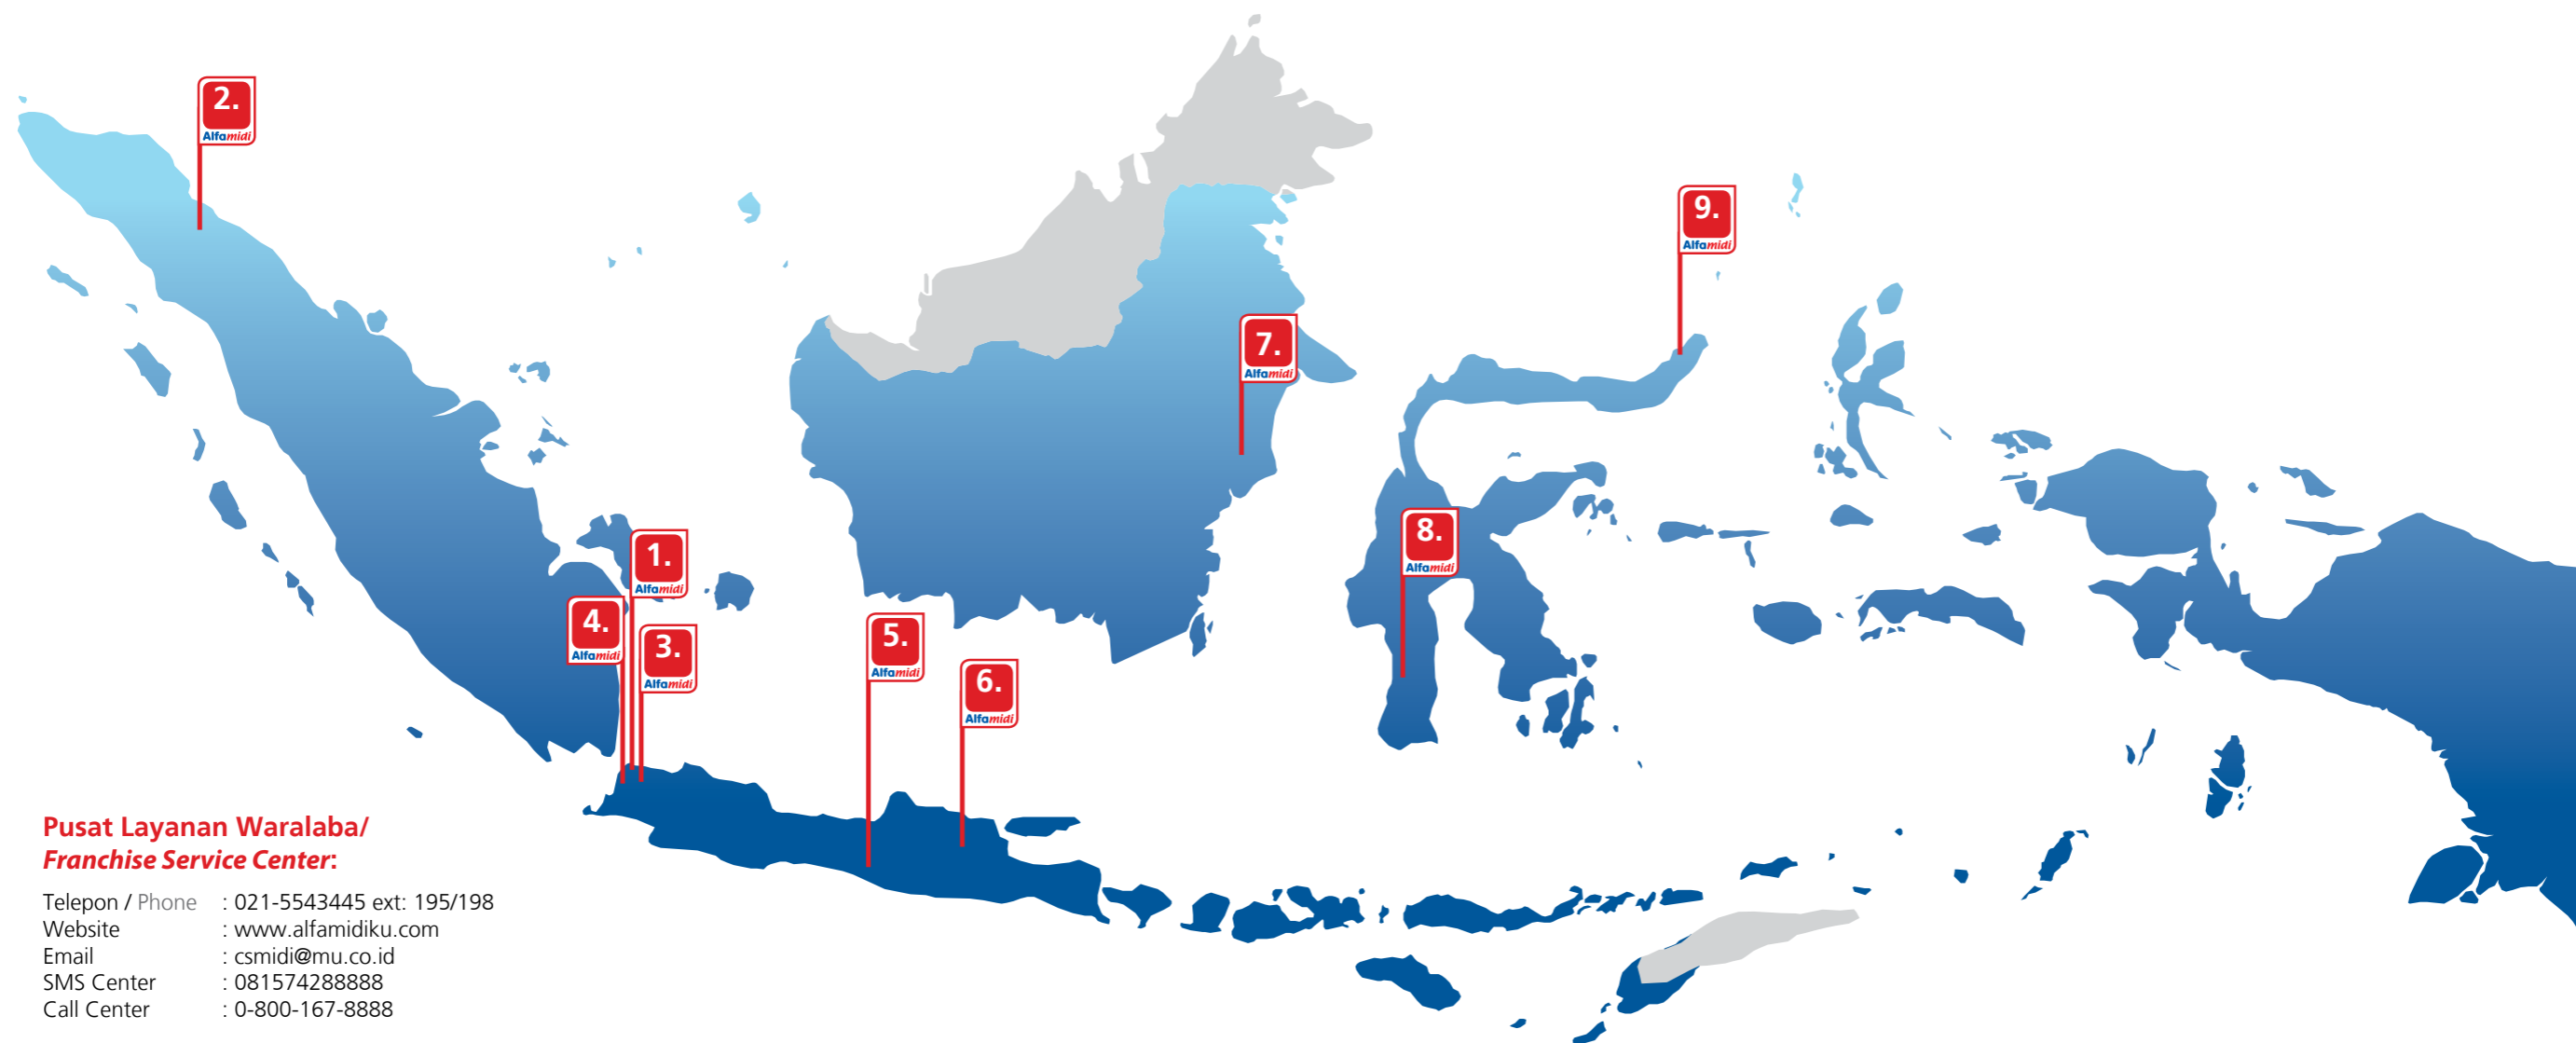 2.
Alfamidi
9.
Alfamidi
7.
Alfamidi
8.
Alfamidi
1.
Alfamidi
4.
Alfamidi
3.
Alfamidi
5.
Alfamidi
6.
Alfamidi
Pusat Layanan Waralaba/
Franchise Service Center:
Telepon / Phone : 021-5543445 ext: 195/198
Website : www.alfamidiku.com
Email : csmidi@mu.co.id
SMS Center : 081574288888
Call Center : 0-800-167-8888